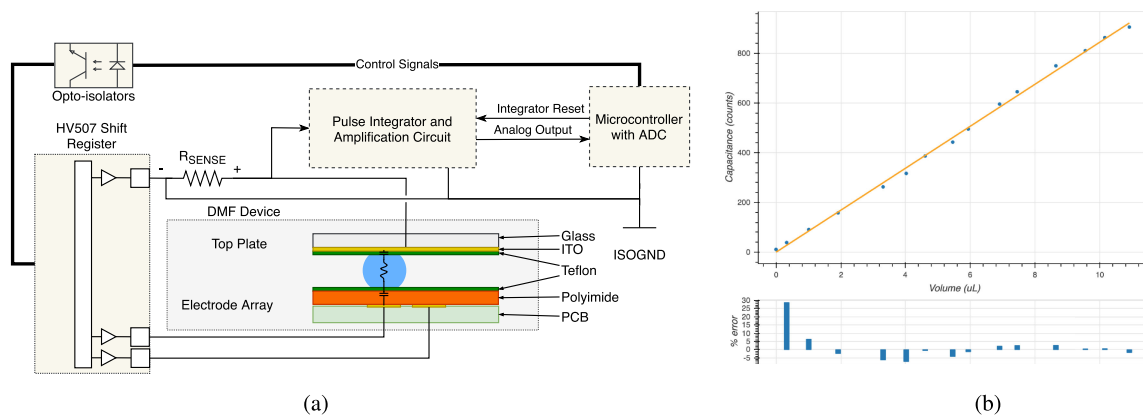 Opto-isolators
Control Signals
HV507 Shift
Register
- RSENSE +
Pulse Integrator and
Amplification Circuit
Integrator Reset
Analog Output
Microcontroller
with ADC
ISOGND
DMF Device
Top Plate
Electrode Array
Glass
ITO
Teflon
Polyimide
PCB
(a)
Capacitance (counts)
800
600
400
200
0
0 2 4 6 8 10
Volume (uL)
% error
30
25
20
15
10
5
0
-5
(b)